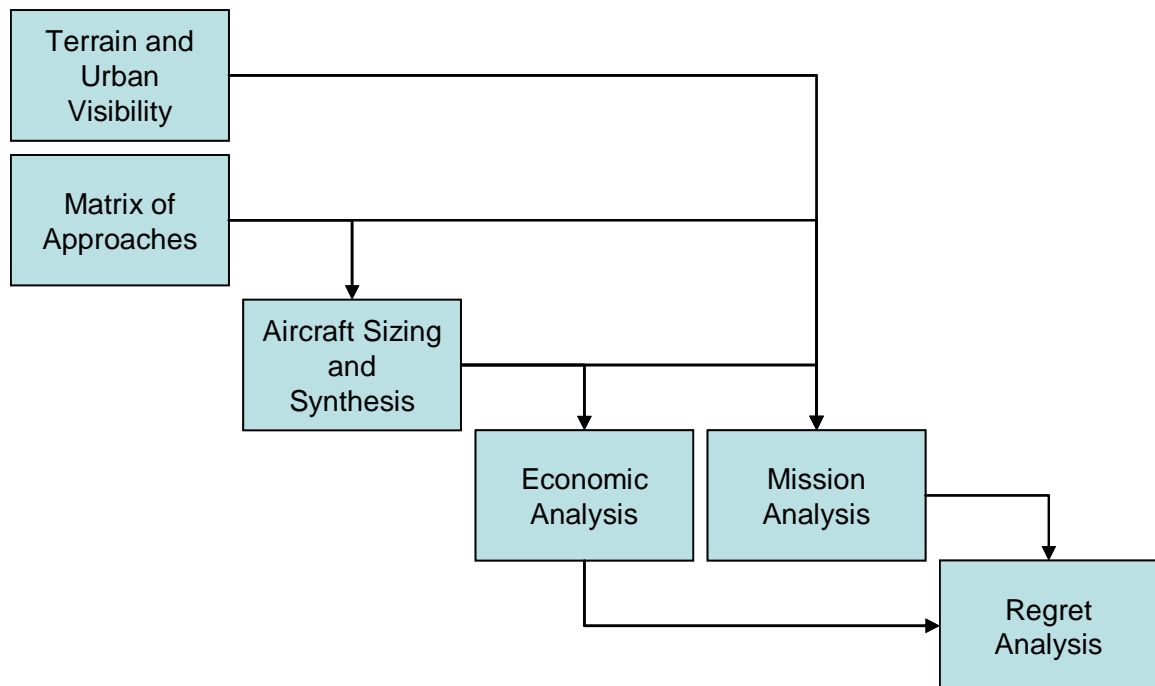 Terrain and
Urban
Visibility
Matrix of
Approaches
Aircraft Sizing
and
Synthesis
Economic
Analysis
Mission
Analysis
Regret
Analysis